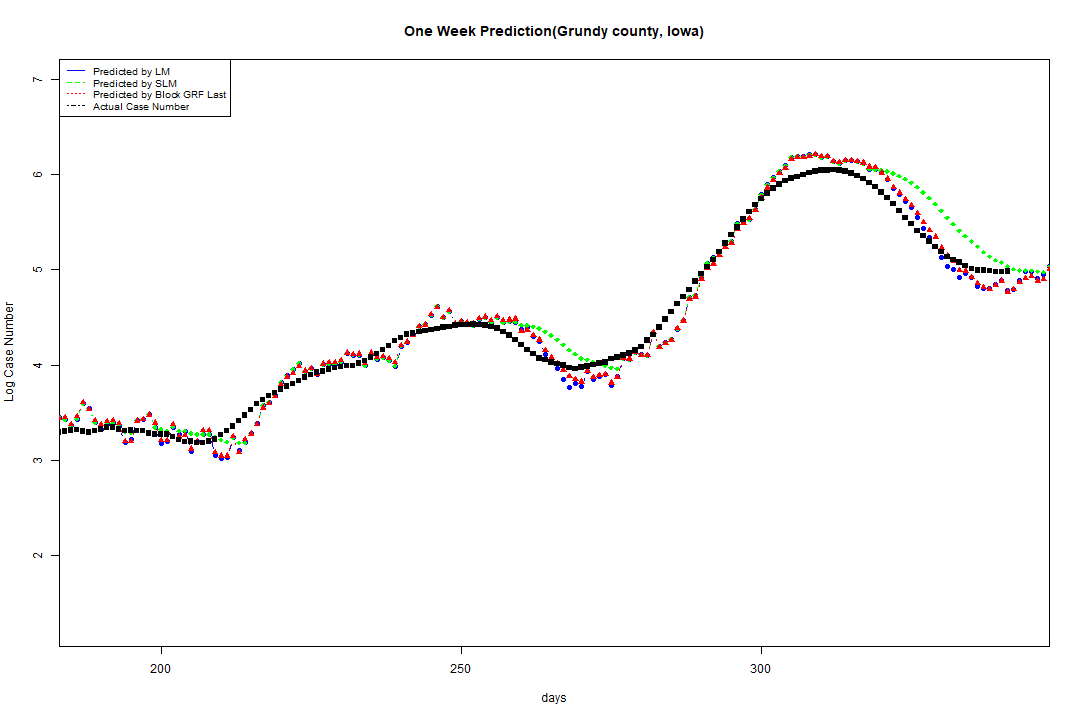 One Week Prediction(Grundy county, Iowa)
Predicted by LM
Predicted by SLM
Predicted by Block GRF Last
Actual Case Number
7
6
5
4
3
2
Log Case Number
200 250 300
days